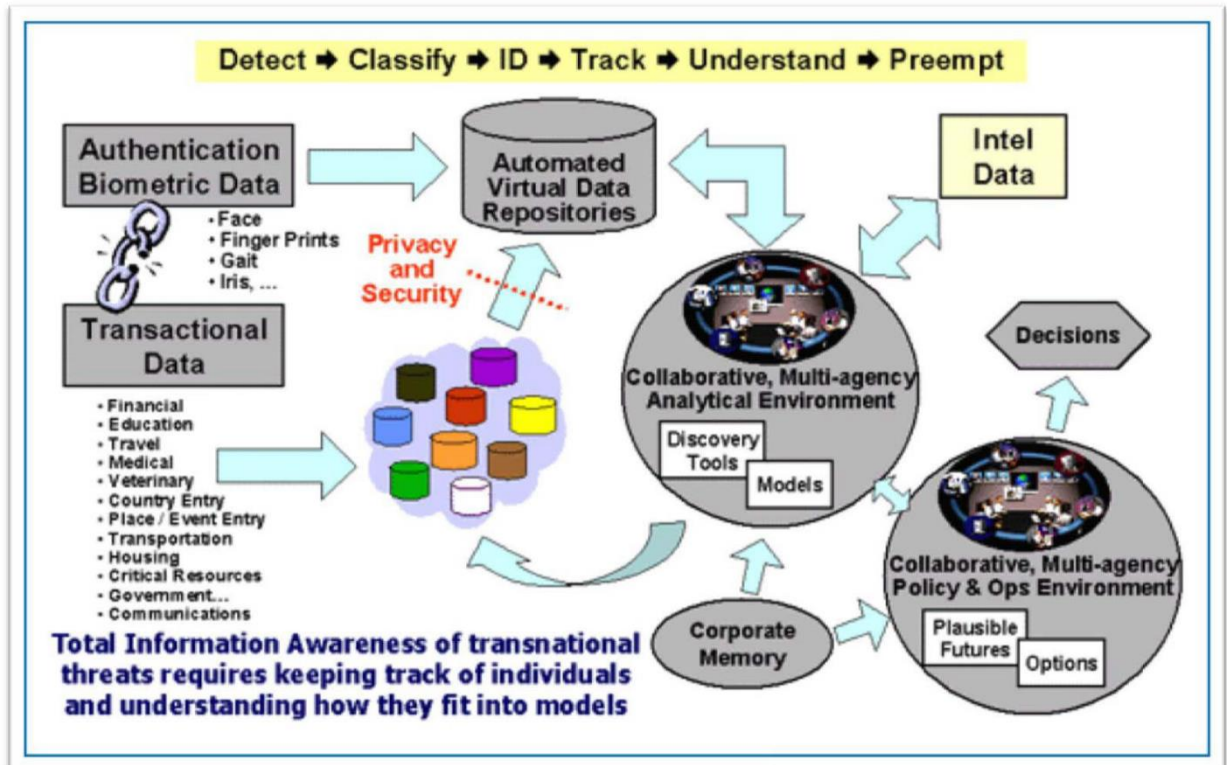 Detect ➔ Classify ➔ ID ➔ Track ➔ Understand ➔ Preempt
Authentication
Biometric Data
• Face
• Finger Prints
• Gait
• Iris, ...
Transactional
Data
• Financial
• Education
• Travel
• Medical
• Veterinary
• Country Entry
• Place / Event Entry
• Transportation
• Housing
• Critical Resources
• Government...
• Communications
Automated
Virtual Data
Repositories
Privacy
and
Security
Intel
Data
Collaborative, Multi-agency
Analytical Environment
Discovery
Tools
Models
Decisions
Collaborative, Multi-agency
Policy & Ops Environment
Plausible
Futures
Options
Corporate
Memory
Total Information Awareness of transnational
threats requires keeping track of individuals
and understanding how they fit into models